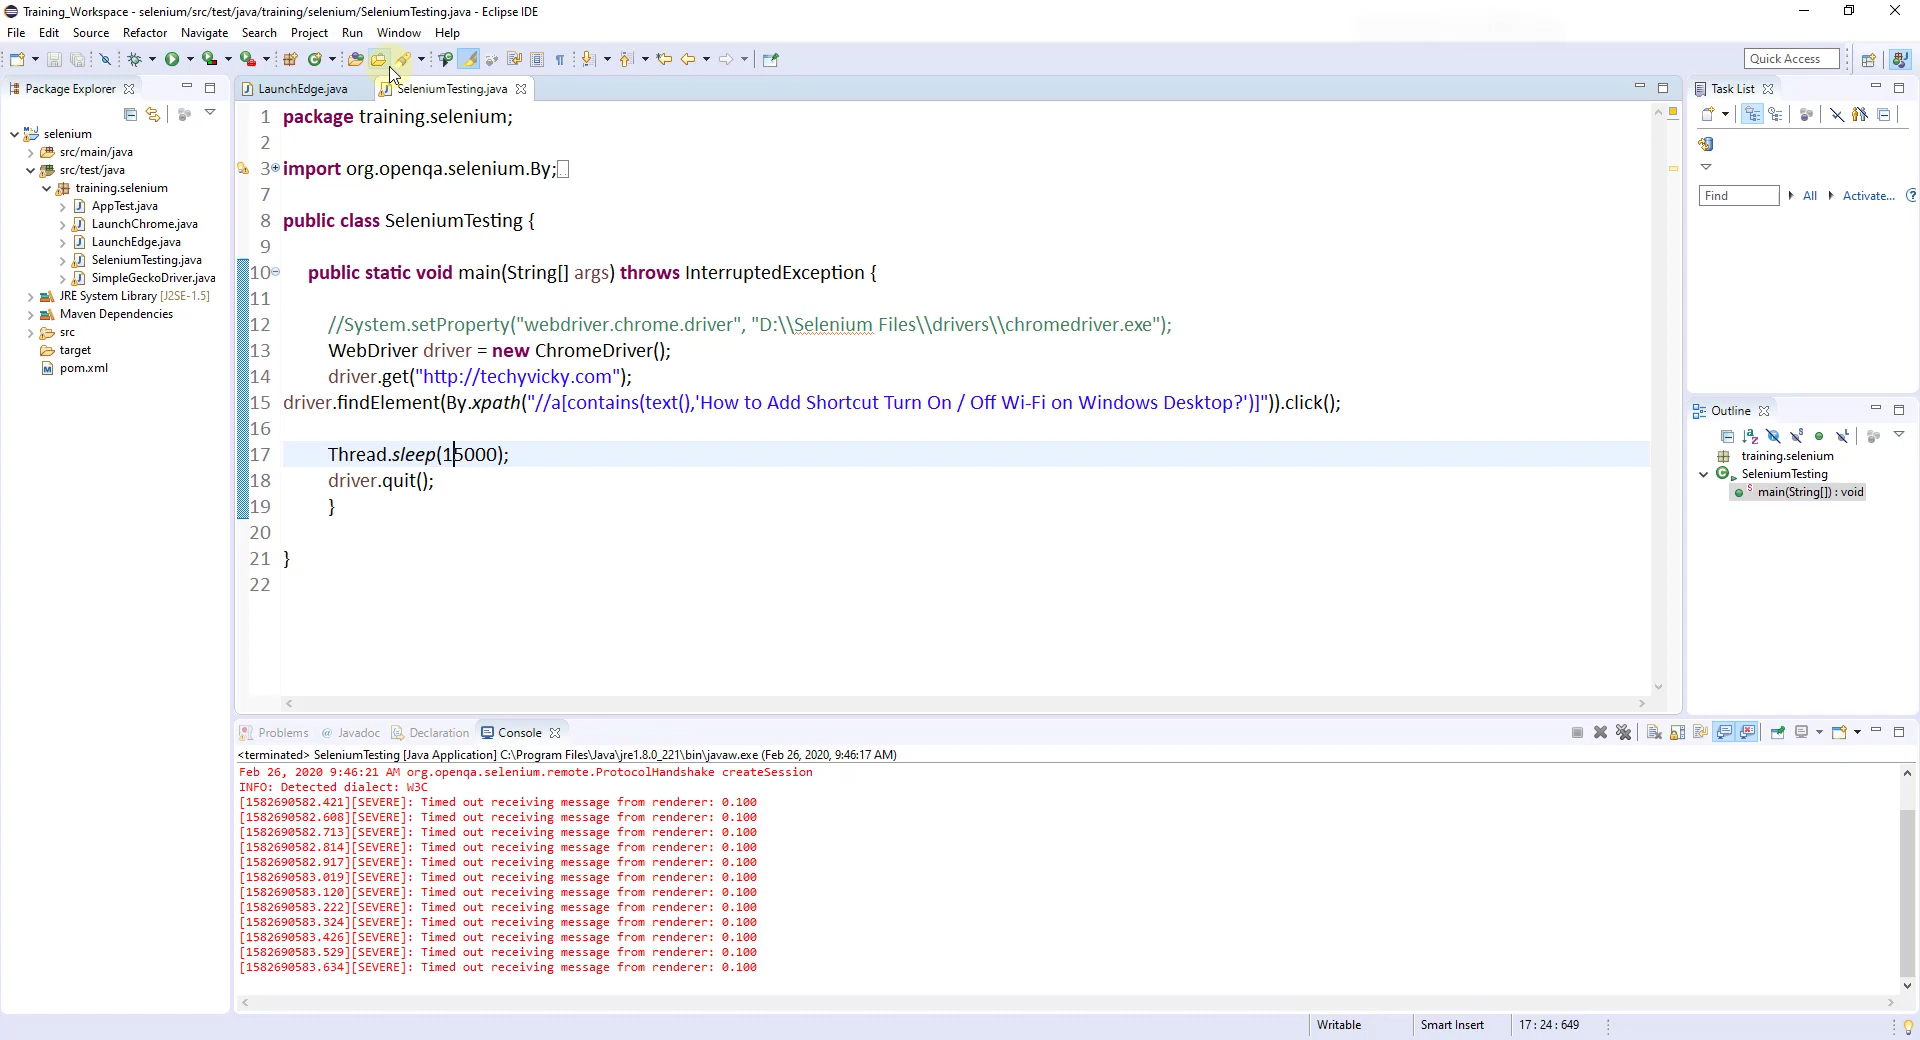 Training_Workspace - selenium/src/test/java/training/selenium/SeleniumTesting.java - Eclipse IDE
File Edit Source Refactor Navigate Search Project Run Window Help
Quick Access
Package Explorer
LaunchEdge.java
SeleniumTesting.java
Task List
selenium
src/main/java
src/test/java
training.selenium
AppTest.java
LaunchChrome.java
LaunchEdge.java
SeleniumTesting.java
SimpleGeckoDriver.java
JRE System Library [J2SE-1.5]
Maven Dependencies
src
target
pom.xml
1 package training.selenium;
2
3 import org.openqa.selenium.By;
7
8 public class SeleniumTesting {
9
10 public static void main(String[] args) throws InterruptedException {
11
12 //System.setProperty("webdriver.chrome.driver", "D:\\Selenium Files\\drivers\\chromedriver.exe");
13 WebDriver driver = new ChromeDriver();
14 driver.get("http://techyvicky.com");
15 driver.findElement(By.xpath("//a[contains(text(),'How to Add Shortcut Turn On / Off Wi-Fi on Windows Desktop?')]")).click();
16
17 Thread.sleep(15000);
18 driver.quit();
19 }
20
21 }
22
Find All Activate...
Outline
training.selenium
SeleniumTesting
main(String[]) : void
Problems @ Javadoc Declaration Console
<terminated> SeleniumTesting [Java Application] C:\Program Files\Java\jre1.8.0_221\bin\javaw.exe (Feb 26, 2020, 9:46:17 AM)
Feb 26, 2020 9:46:21 AM org.openqa.selenium.remote.ProtocolHandshake createSession
INFO: Detected dialect: W3C
[1582690582.421][SEVERE]: Timed out receiving message from renderer: 0.100
[1582690582.608][SEVERE]: Timed out receiving message from renderer: 0.100
[1582690582.713][SEVERE]: Timed out receiving message from renderer: 0.100
[1582690582.814][SEVERE]: Timed out receiving message from renderer: 0.100
[1582690582.917][SEVERE]: Timed out receiving message from renderer: 0.100
[1582690583.019][SEVERE]: Timed out receiving message from renderer: 0.100
[1582690583.120][SEVERE]: Timed out receiving message from renderer: 0.100
[1582690583.222][SEVERE]: Timed out receiving message from renderer: 0.100
[1582690583.324][SEVERE]: Timed out receiving message from renderer: 0.100
[1582690583.426][SEVERE]: Timed out receiving message from renderer: 0.100
[1582690583.529][SEVERE]: Timed out receiving message from renderer: 0.100
[1582690583.634][SEVERE]: Timed out receiving message from renderer: 0.100
Writable Smart Insert 17 : 24 : 649